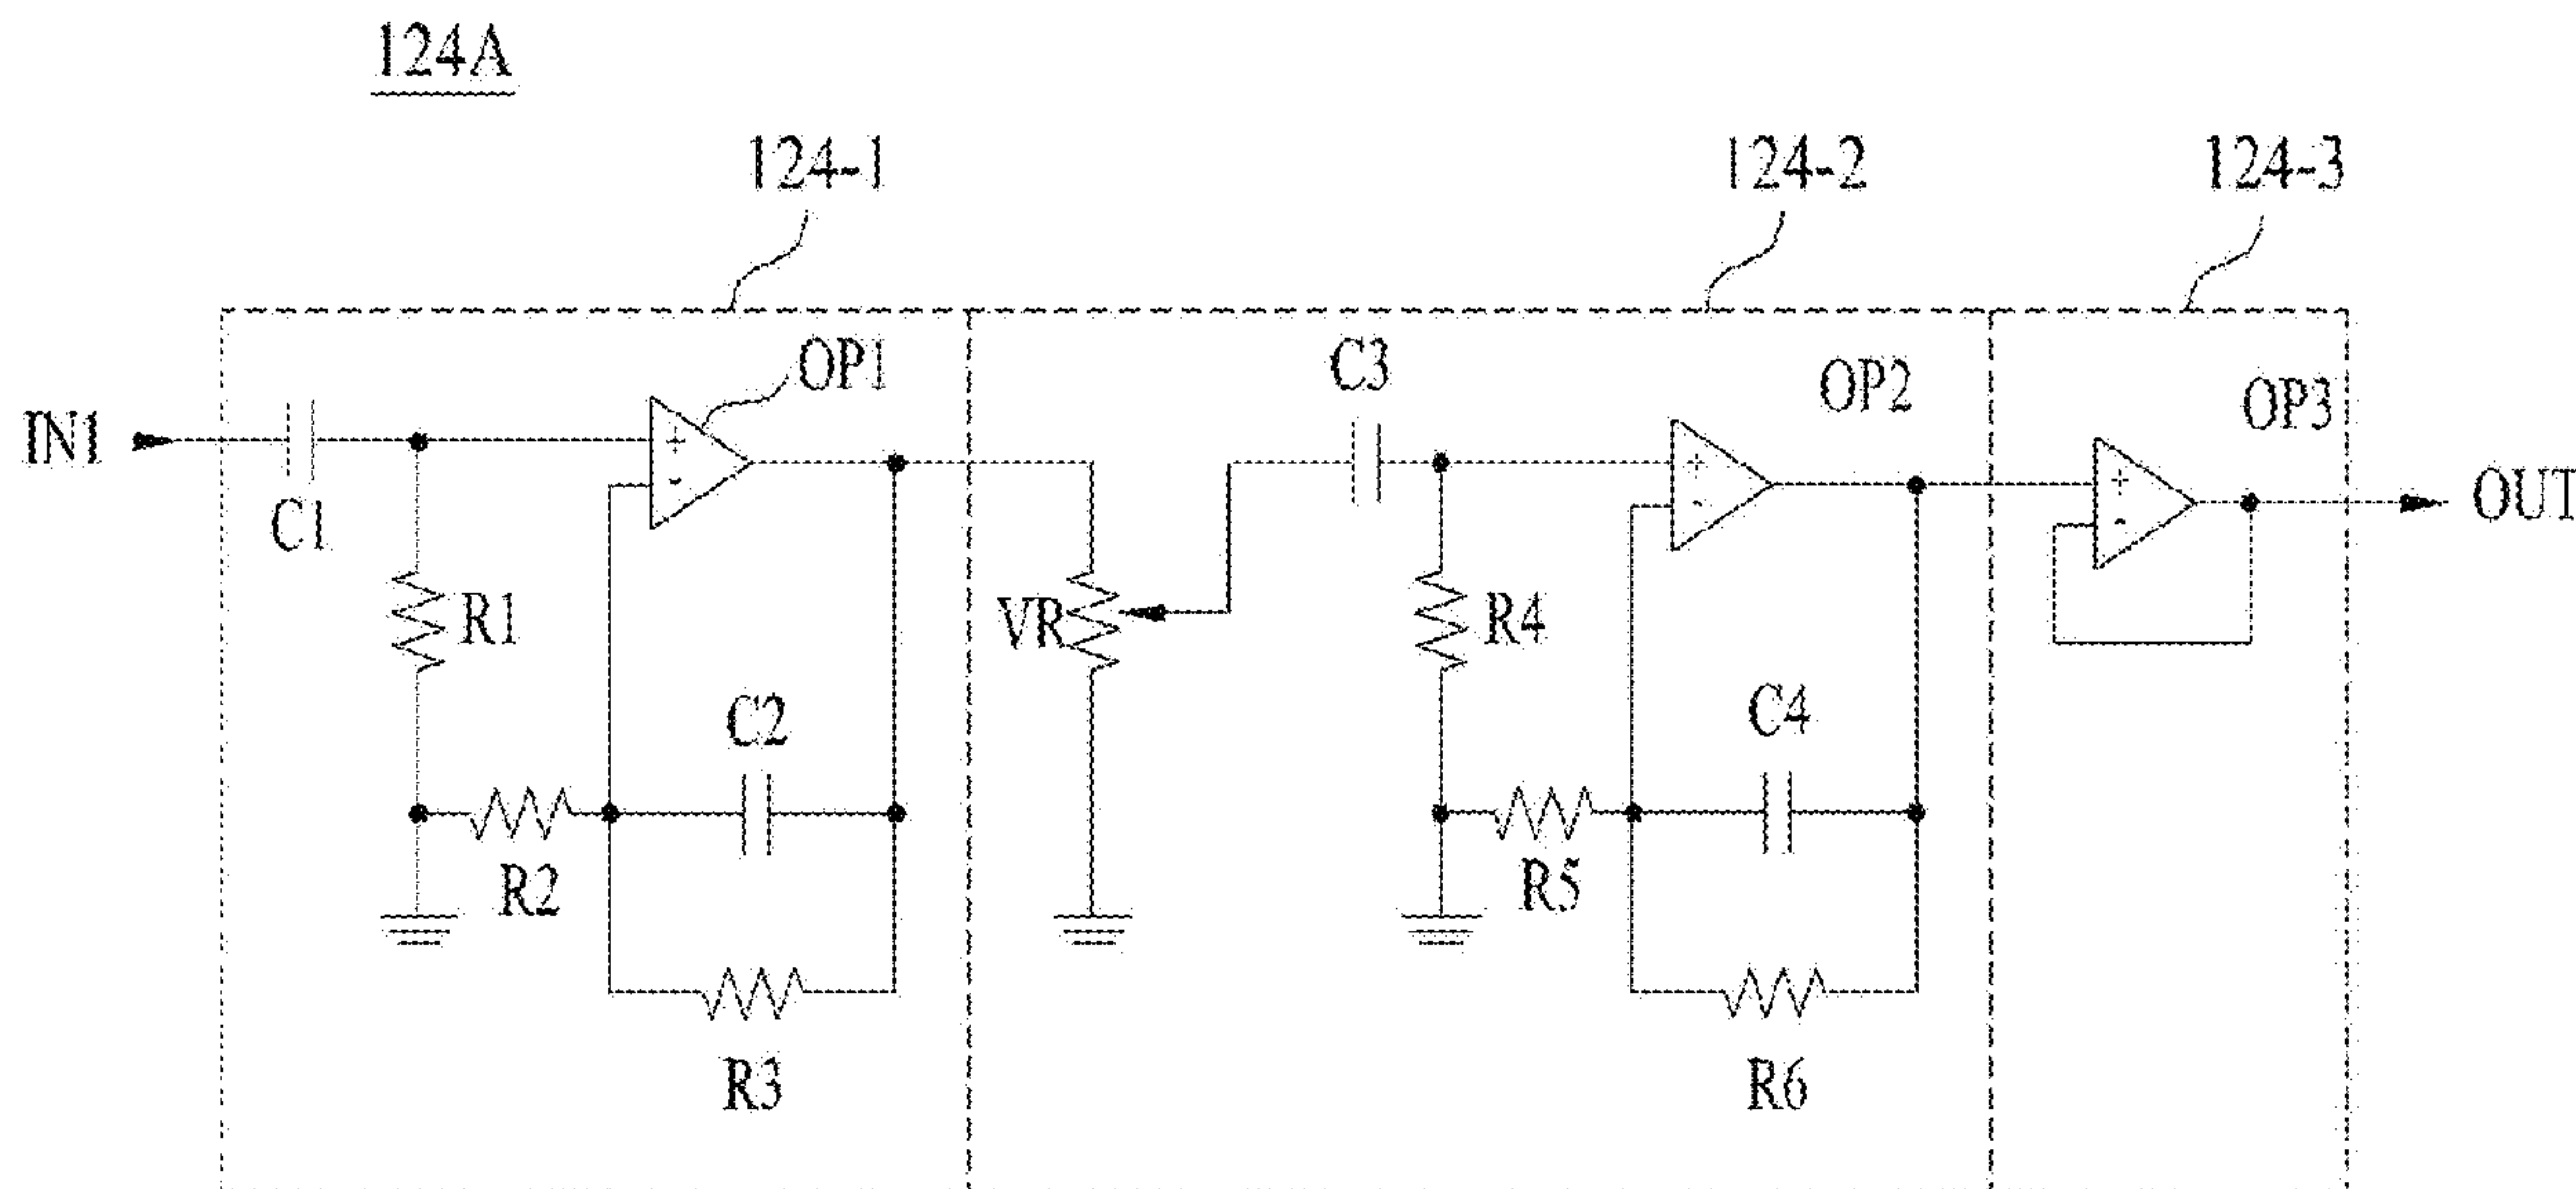 124A
124-1
124-2
124-3
OP1
C3
OP2
OP3
IN1
+
-
+
-
+
-
OUT
C1
R1
VR
R4
C2
C4
R2
R5
R3
R6